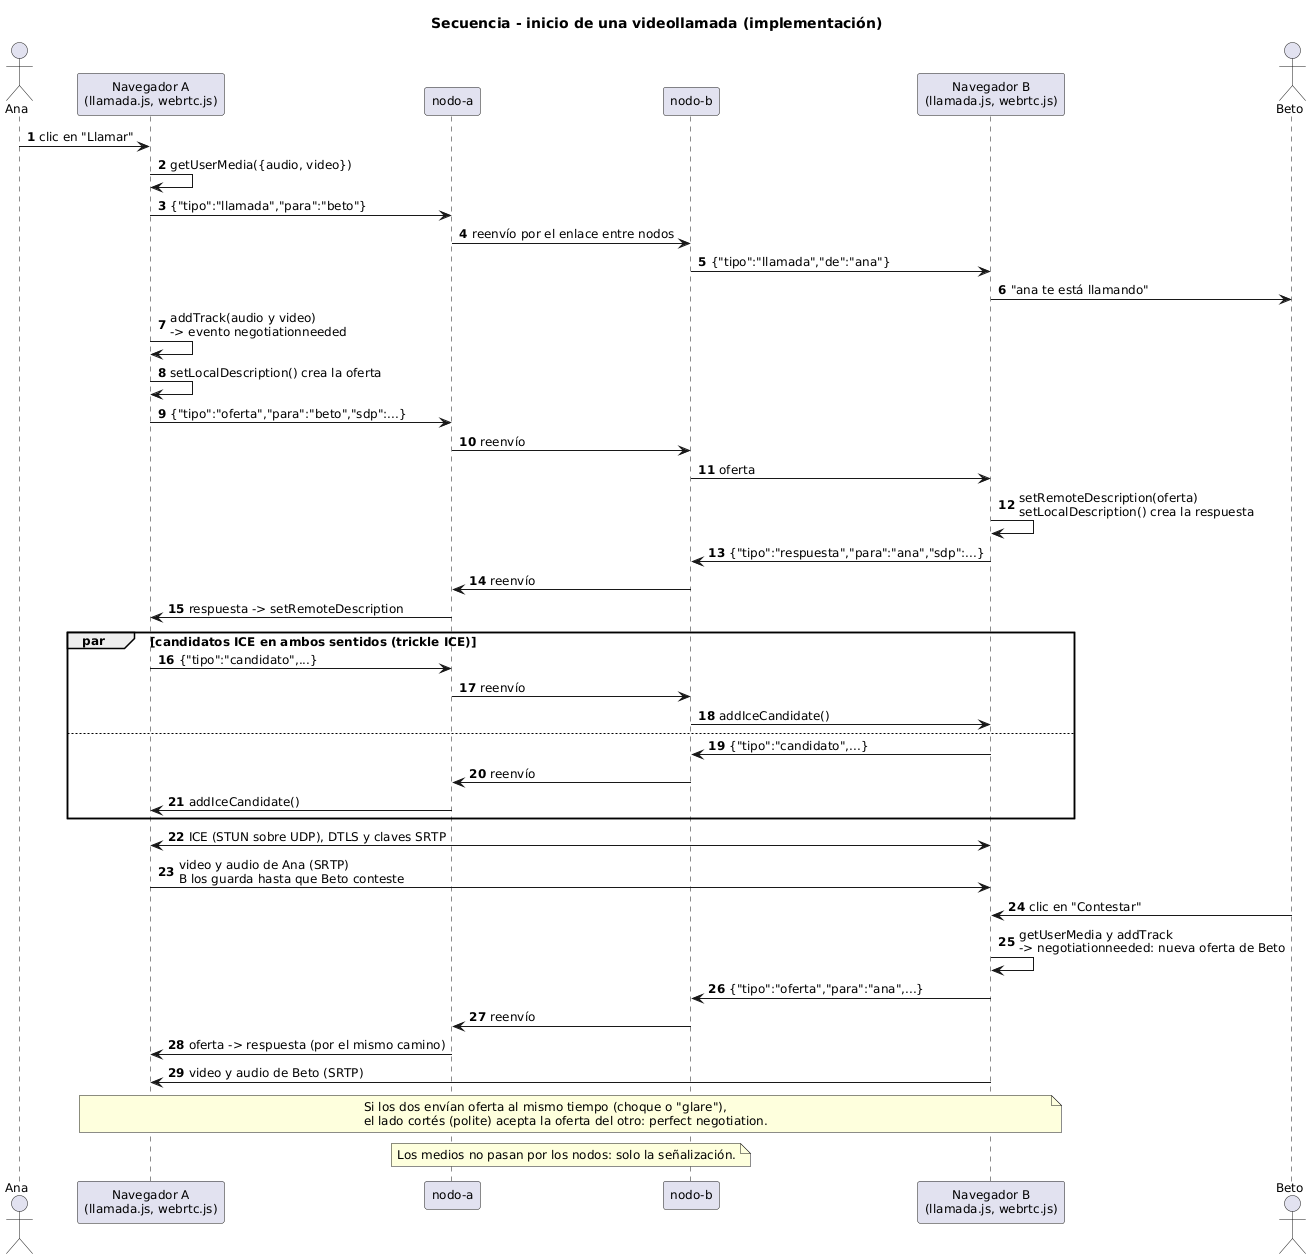 Secuencia - inicio de una videollamada (implementación)
Ana
Navegador A
(llamada.js, webrtc.js)
nodo-a
nodo-b
Navegador B
(llamada.js, webrtc.js)
Beto
1 clic en "Llamar"
2 getUserMedia({audio, video})
3 {"tipo":"llamada","para":"beto"}
4 reenvío por el enlace entre nodos
5 {"tipo":"llamada","de":"ana"}
6 "ana te está llamando"
7 addTrack(audio y video)
-> evento negotiationneeded
8 setLocalDescription() crea la oferta
9 {"tipo":"oferta","para":"beto","sdp":...}
10 reenvío
11 oferta
12 setRemoteDescription(oferta)
setLocalDescription() crea la respuesta
13 {"tipo":"respuesta","para":"ana","sdp":...}
14 reenvío
15 respuesta -> setRemoteDescription
par [candidatos ICE en ambos sentidos (trickle ICE)]
16 {"tipo":"candidato",...}
17 reenvío
18 addIceCandidate()
19 {"tipo":"candidato",...}
20 reenvío
21 addIceCandidate()
22 ICE (STUN sobre UDP), DTLS y claves SRTP
23 video y audio de Ana (SRTP)
B los guarda hasta que Beto conteste
24 clic en "Contestar"
25 getUserMedia y addTrack
-> negotiationneeded: nueva oferta de Beto
26 {"tipo":"oferta","para":"ana",...}
27 reenvío
28 oferta -> respuesta (por el mismo camino)
29 video y audio de Beto (SRTP)
Si los dos envían oferta al mismo tiempo (choque o "glare"),
el lado cortés (polite) acepta la oferta del otro: perfect negotiation.
Los medios no pasan por los nodos: solo la señalización.
Ana
Navegador A
(llamada.js, webrtc.js)
nodo-a
nodo-b
Navegador B
(llamada.js, webrtc.js)
Beto